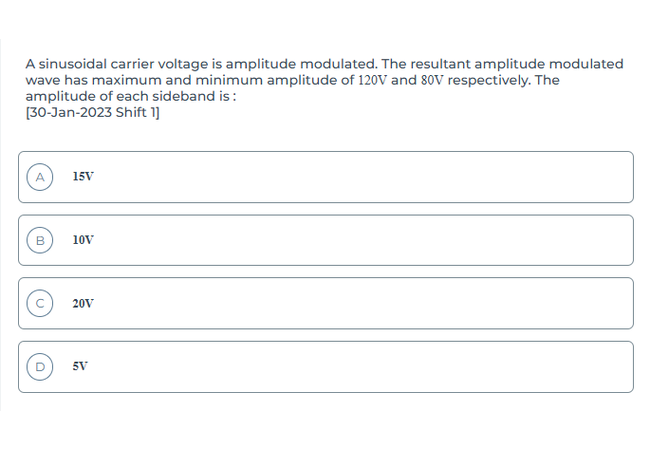 A sinusoidal carrier voltage is amplitude modulated. The resultant amplitude modulated
wave has maximum and minimum amplitude of 120V and 80V respectively. The
amplitude of each sideband is :
[30-Jan-2023 Shift 1]
A 15V
B 10V
C 20V
D 5V